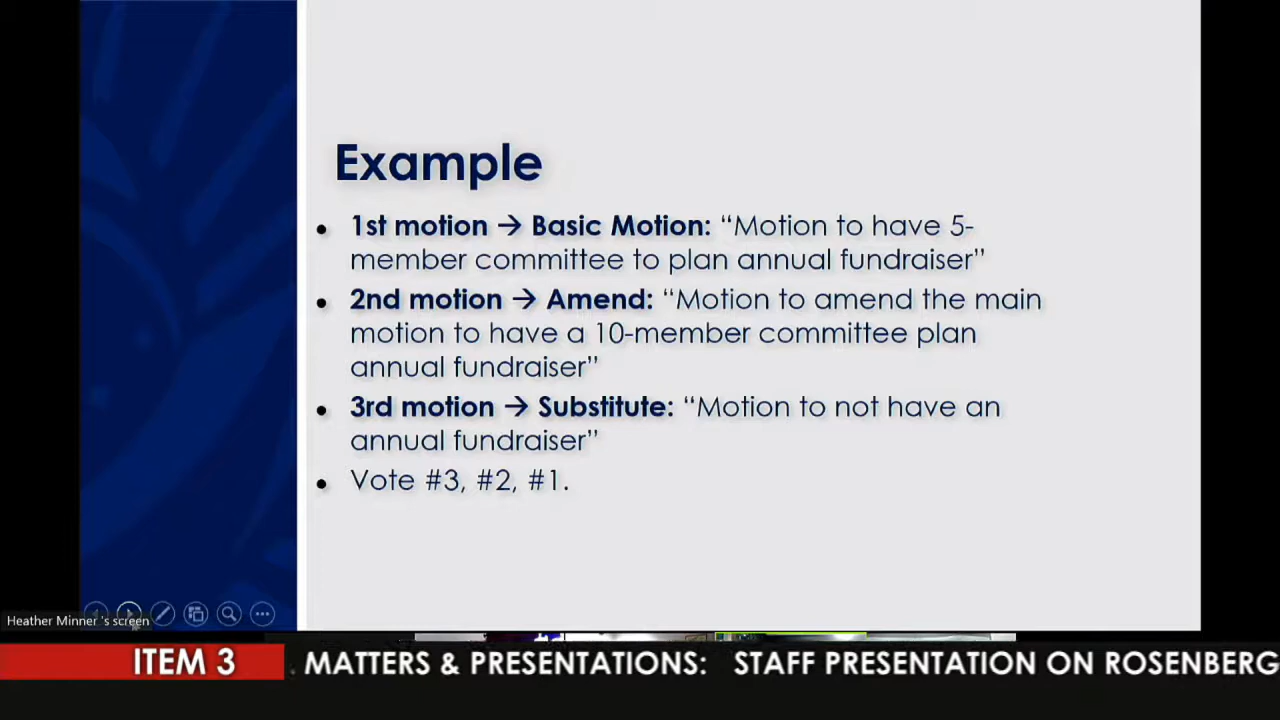 Example
• 1st motion → Basic Motion: “Motion to have 5-
member committee to plan annual fundraiser”
• 2nd motion → Amend: “Motion to amend the main
motion to have a 10-member committee plan
annual fundraiser”
• 3rd motion → Substitute: “Motion to not have an
annual fundraiser”
• Vote #3, #2, #1.
Heather Minner 's screen
ITEM 3 . MATTERS & PRESENTATIONS: STAFF PRESENTATION ON ROSENBERG